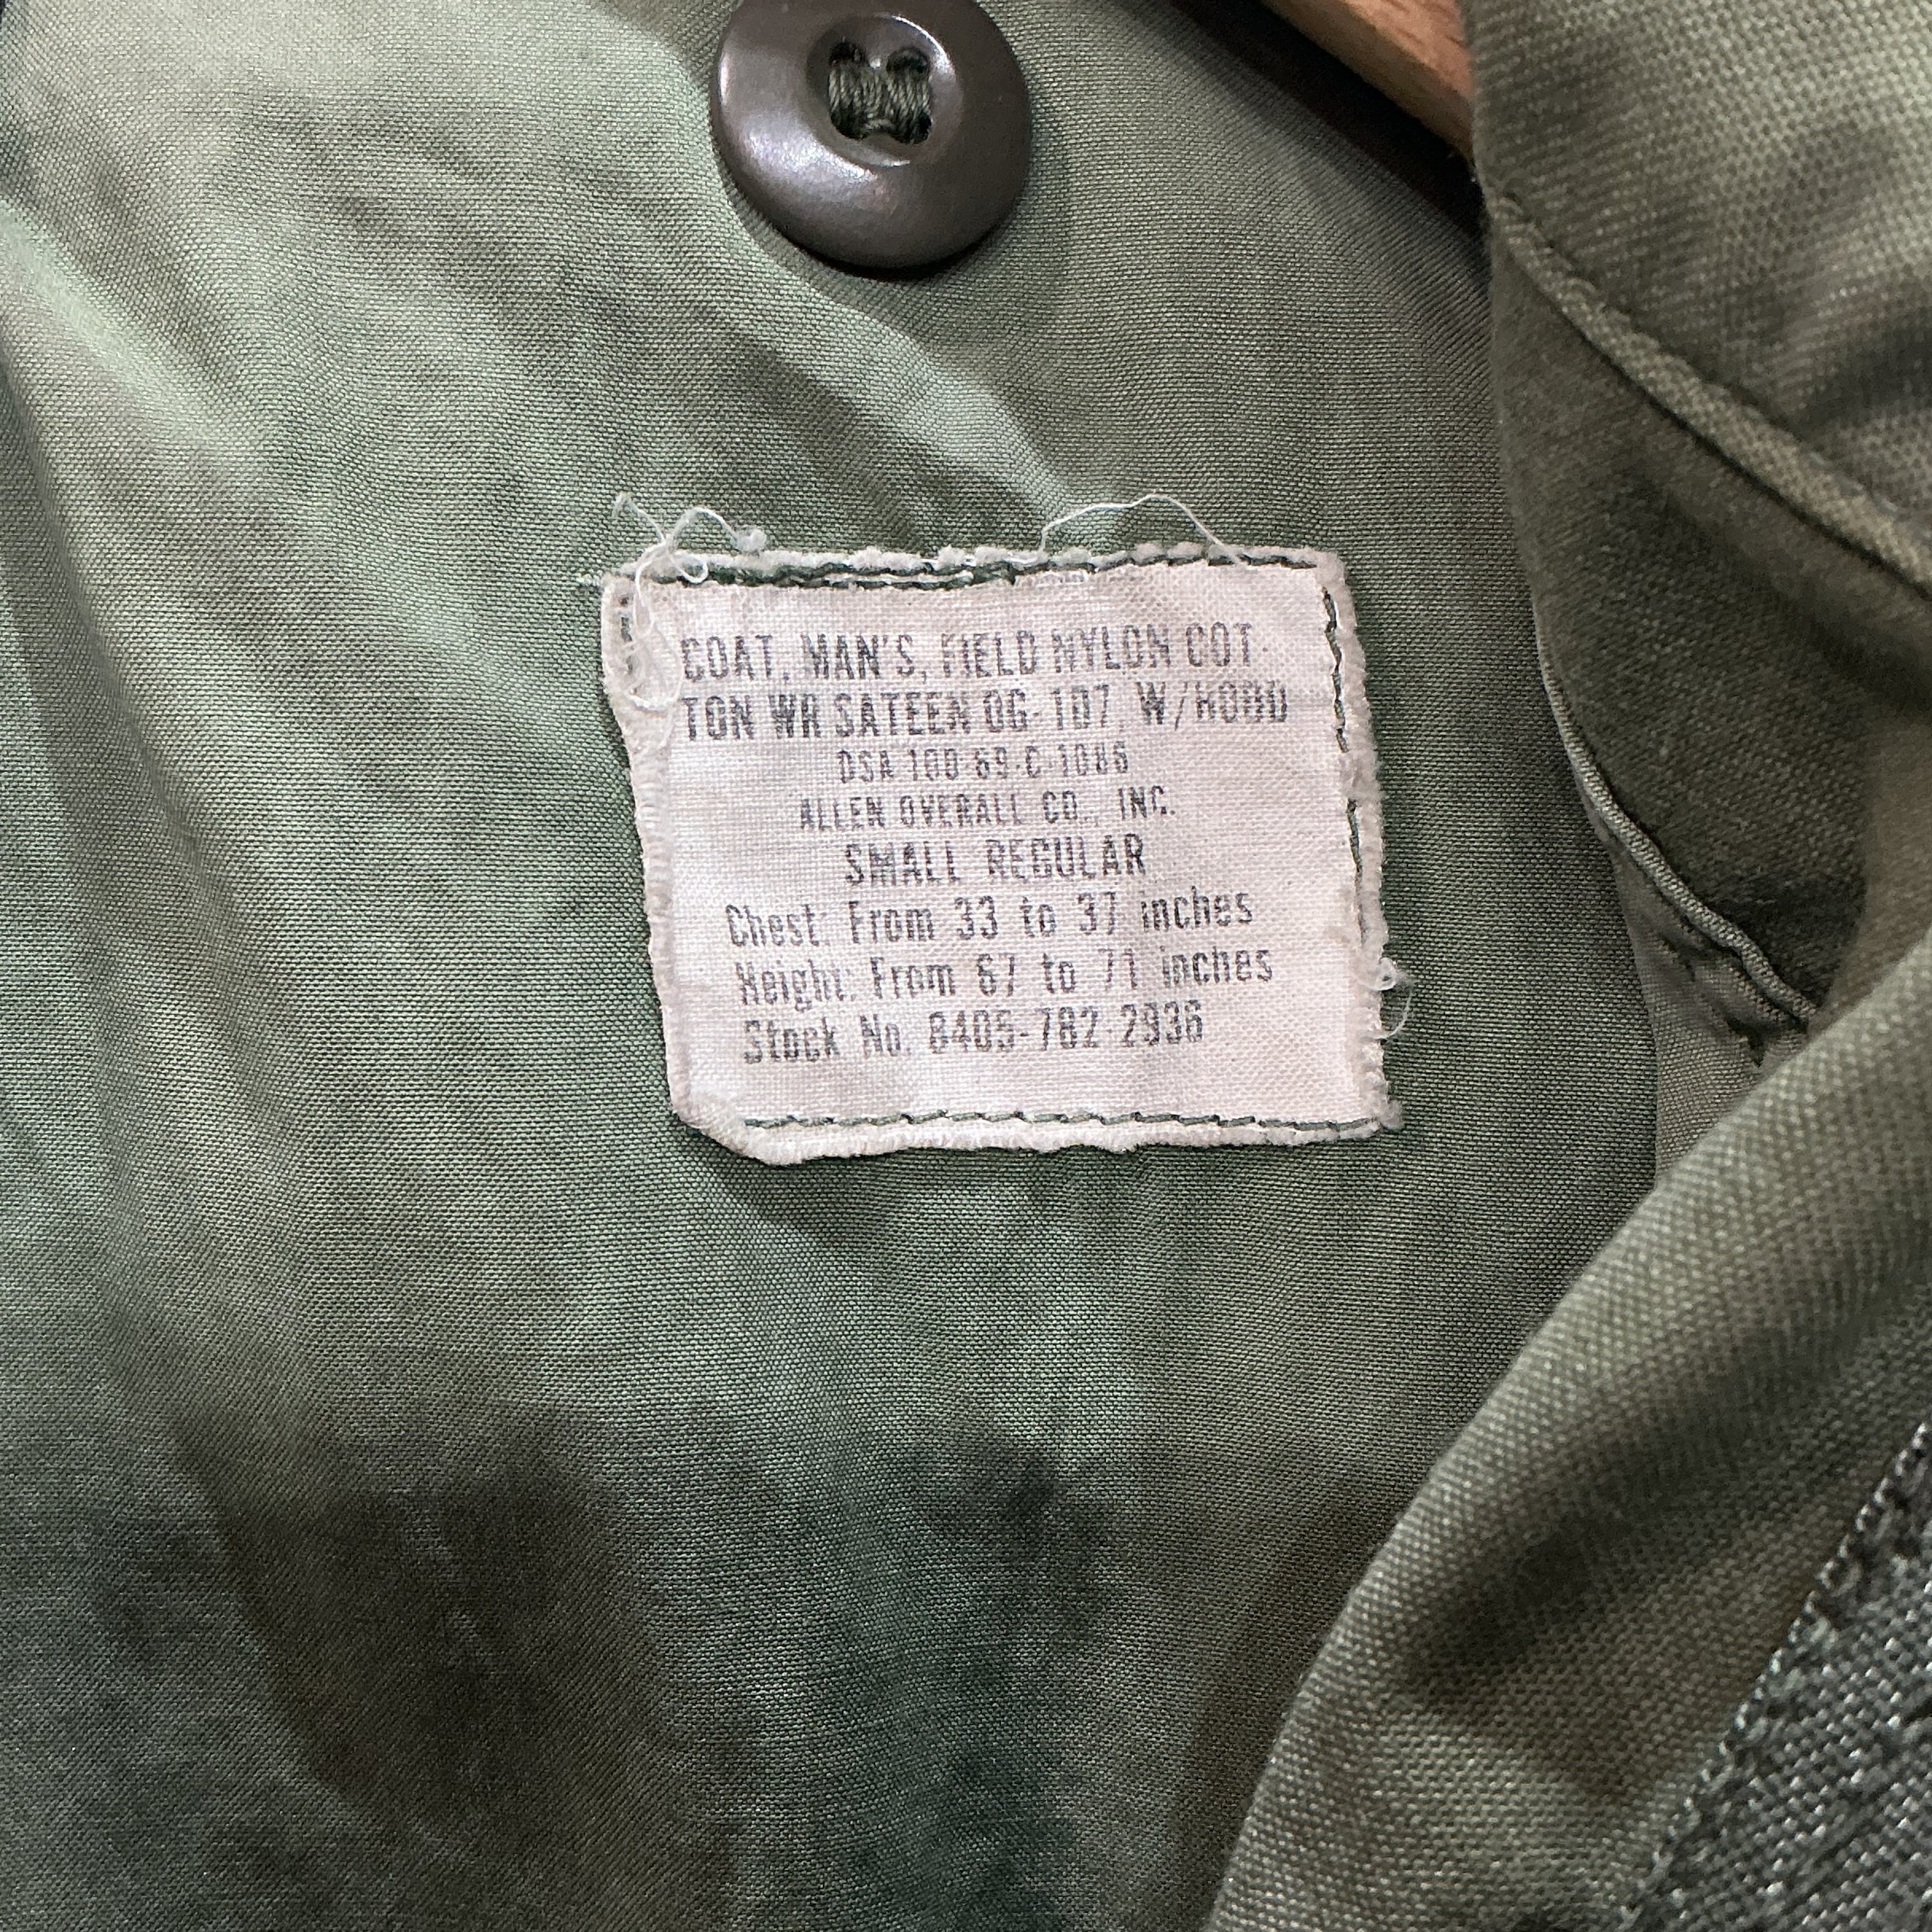 COAT, MAN'S, FIELD NYLON COT-
TON WR SATEEN OG-107, W/HOOD
DSA 100-69-C-1086
ALLEN OVERALL CO., INC.
SMALL REGULAR
Chest: From 33 to 37 inches
Height: From 67 to 71 inches
Stock No. 8405-782-2936